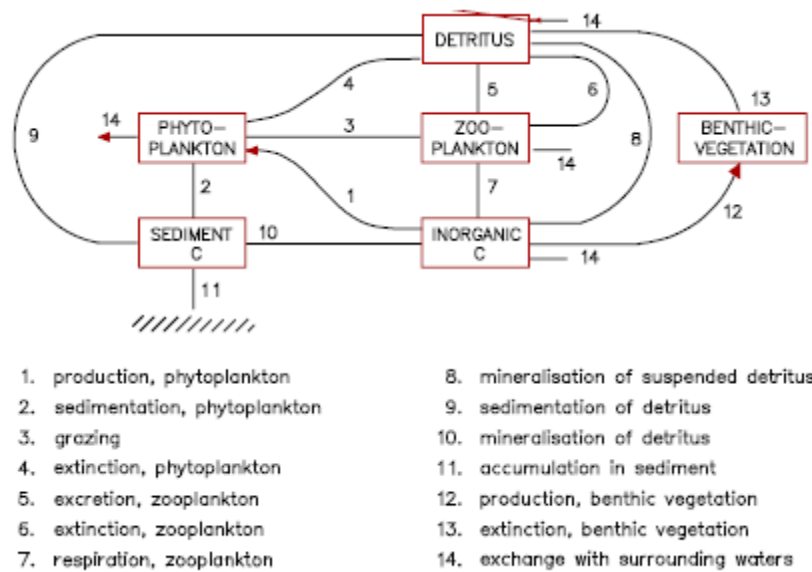 14
DETRITUS
4
5
6
13
9
14
PHYTO-
PLANKTON
3
ZOO-
PLANKTON
14
8
BENTHIC-
VEGETATION
2
1
7
12
SEDIMENT
C
10
INORGANIC
C
14
11
1. production, phytoplankton
2. sedimentation, phytoplankton
3. grazing
4. extinction, phytoplankton
5. excretion, zooplankton
6. extinction, zooplankton
7. respiration, zooplankton
8. mineralisation of suspended detritus
9. sedimentation of detritus
10. mineralisation of detritus
11. accumulation in sediment
12. production, benthic vegetation
13. extinction, benthic vegetation
14. exchange with surrounding waters